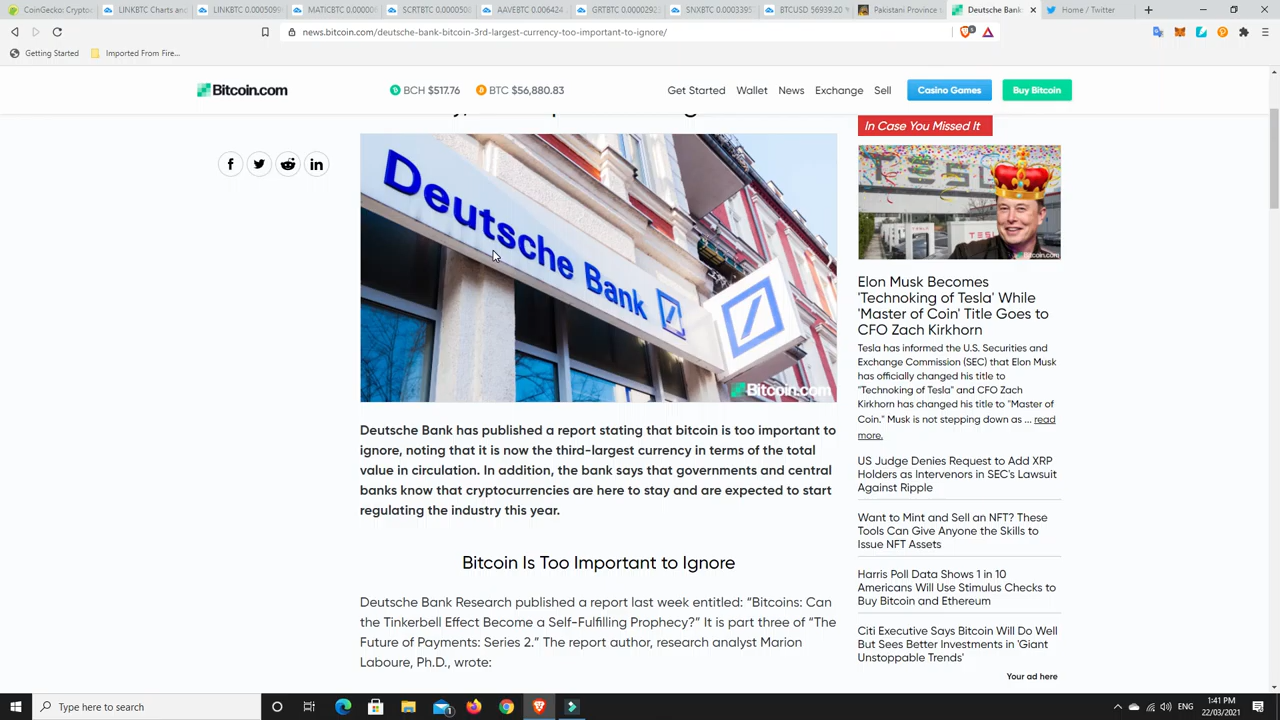 CoinGecko: Crypto
LINKBTC Charts and
LINKBTC 0.000509
MATICBTC 0.00000
SCRTBTC 0.000050
AAVEBTC 0.006424
GRTBTC 0.0000292
SNXBTC 0.0003395
BTCUSD 56939.20
Pakistani Province
Deutsche Bank
Home / Twitter
news.bitcoin.com/deutsche-bank-bitcoin-3rd-largest-currency-too-important-to-ignore/
Getting Started
Imported From Fire...
Bitcoin.com
BCH $517.76
BTC $56,880.83
Get Started
Wallet
News
Exchange
Sell
Casino Games
Buy Bitcoin
Deutsche Bank
Bitcoin.com
Deutsche Bank has published a report stating that bitcoin is too important to
ignore, noting that it is now the third-largest currency in terms of the total
value in circulation. In addition, the bank says that governments and central
banks know that cryptocurrencies are here to stay and are expected to start
regulating the industry this year.
Bitcoin Is Too Important to Ignore
Deutsche Bank Research published a report last week entitled: “Bitcoins: Can
the Tinkerbell Effect Become a Self-Fulfilling Prophecy?” It is part three of “The
Future of Payments: Series 2.” The report author, research analyst Marion
Laboure, Ph.D., wrote:
In Case You Missed It
TESLA
Bitcoin.com
Elon Musk Becomes
'Technoking of Tesla' While
'Master of Coin' Title Goes to
CFO Zach Kirkhorn
Tesla has informed the U.S. Securities and
Exchange Commission (SEC) that Elon Musk
has officially changed his title to
"Technoking of Tesla" and CFO Zach
Kirkhorn has changed his title to "Master of
Coin." Musk is not stepping down as ... read
more.
US Judge Denies Request to Add XRP
Holders as Intervenors in SEC's Lawsuit
Against Ripple
Want to Mint and Sell an NFT? These
Tools Can Give Anyone the Skills to
Issue NFT Assets
Harris Poll Data Shows 1 in 10
Americans Will Use Stimulus Checks to
Buy Bitcoin and Ethereum
Citi Executive Says Bitcoin Will Do Well
But Sees Better Investments in 'Giant
Unstoppable Trends'
Your ad here
Type here to search
ENG
1:41 PM
22/03/2021